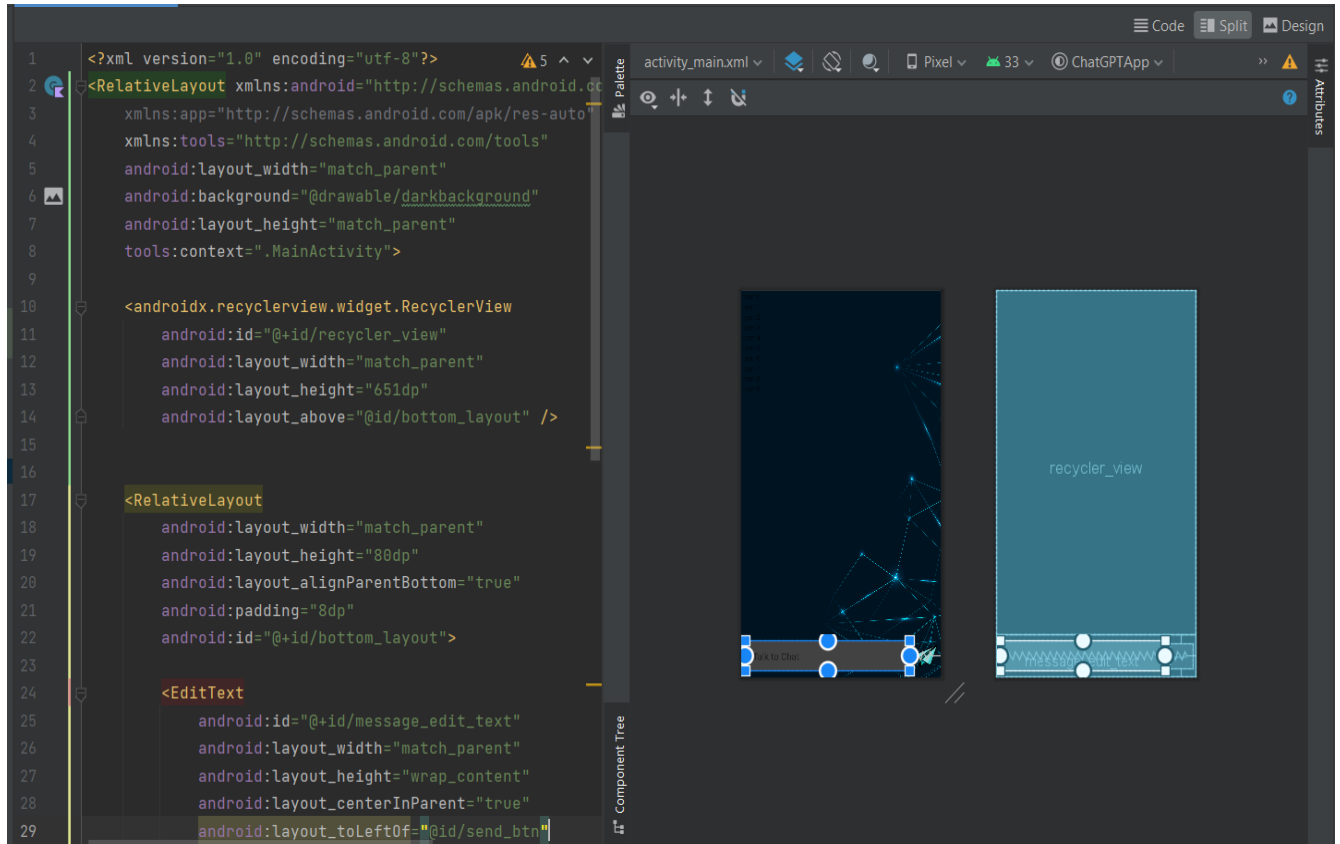 Code Split Design
1 <?xml version="1.0" encoding="utf-8"?> 5
2 <RelativeLayout xmlns:android="http://schemas.android.co
3 xmlns:app="http://schemas.android.com/apk/res-auto"
4 xmlns:tools="http://schemas.android.com/tools"
5 android:layout_width="match_parent"
6 android:background="@drawable/darkbackground"
7 android:layout_height="match_parent"
8 tools:context=".MainActivity">
9
10 <androidx.recyclerview.widget.RecyclerView
11 android:id="@+id/recycler_view"
12 android:layout_width="match_parent"
13 android:layout_height="651dp"
14 android:layout_above="@id/bottom_layout" />
15
16
17 <RelativeLayout
18 android:layout_width="match_parent"
19 android:layout_height="80dp"
20 android:layout_alignParentBottom="true"
21 android:padding="8dp"
22 android:id="@+id/bottom_layout">
23
24 <EditText
25 android:id="@+id/message_edit_text"
26 android:layout_width="match_parent"
27 android:layout_height="wrap_content"
28 android:layout_centerInParent="true"
29 android:layout_toLeftOf="@id/send_btn"
Palette
Component Tree
activity_main.xml Pixel 33 ChatGPTApp »
Attributes
recycler_view
message_edit_text